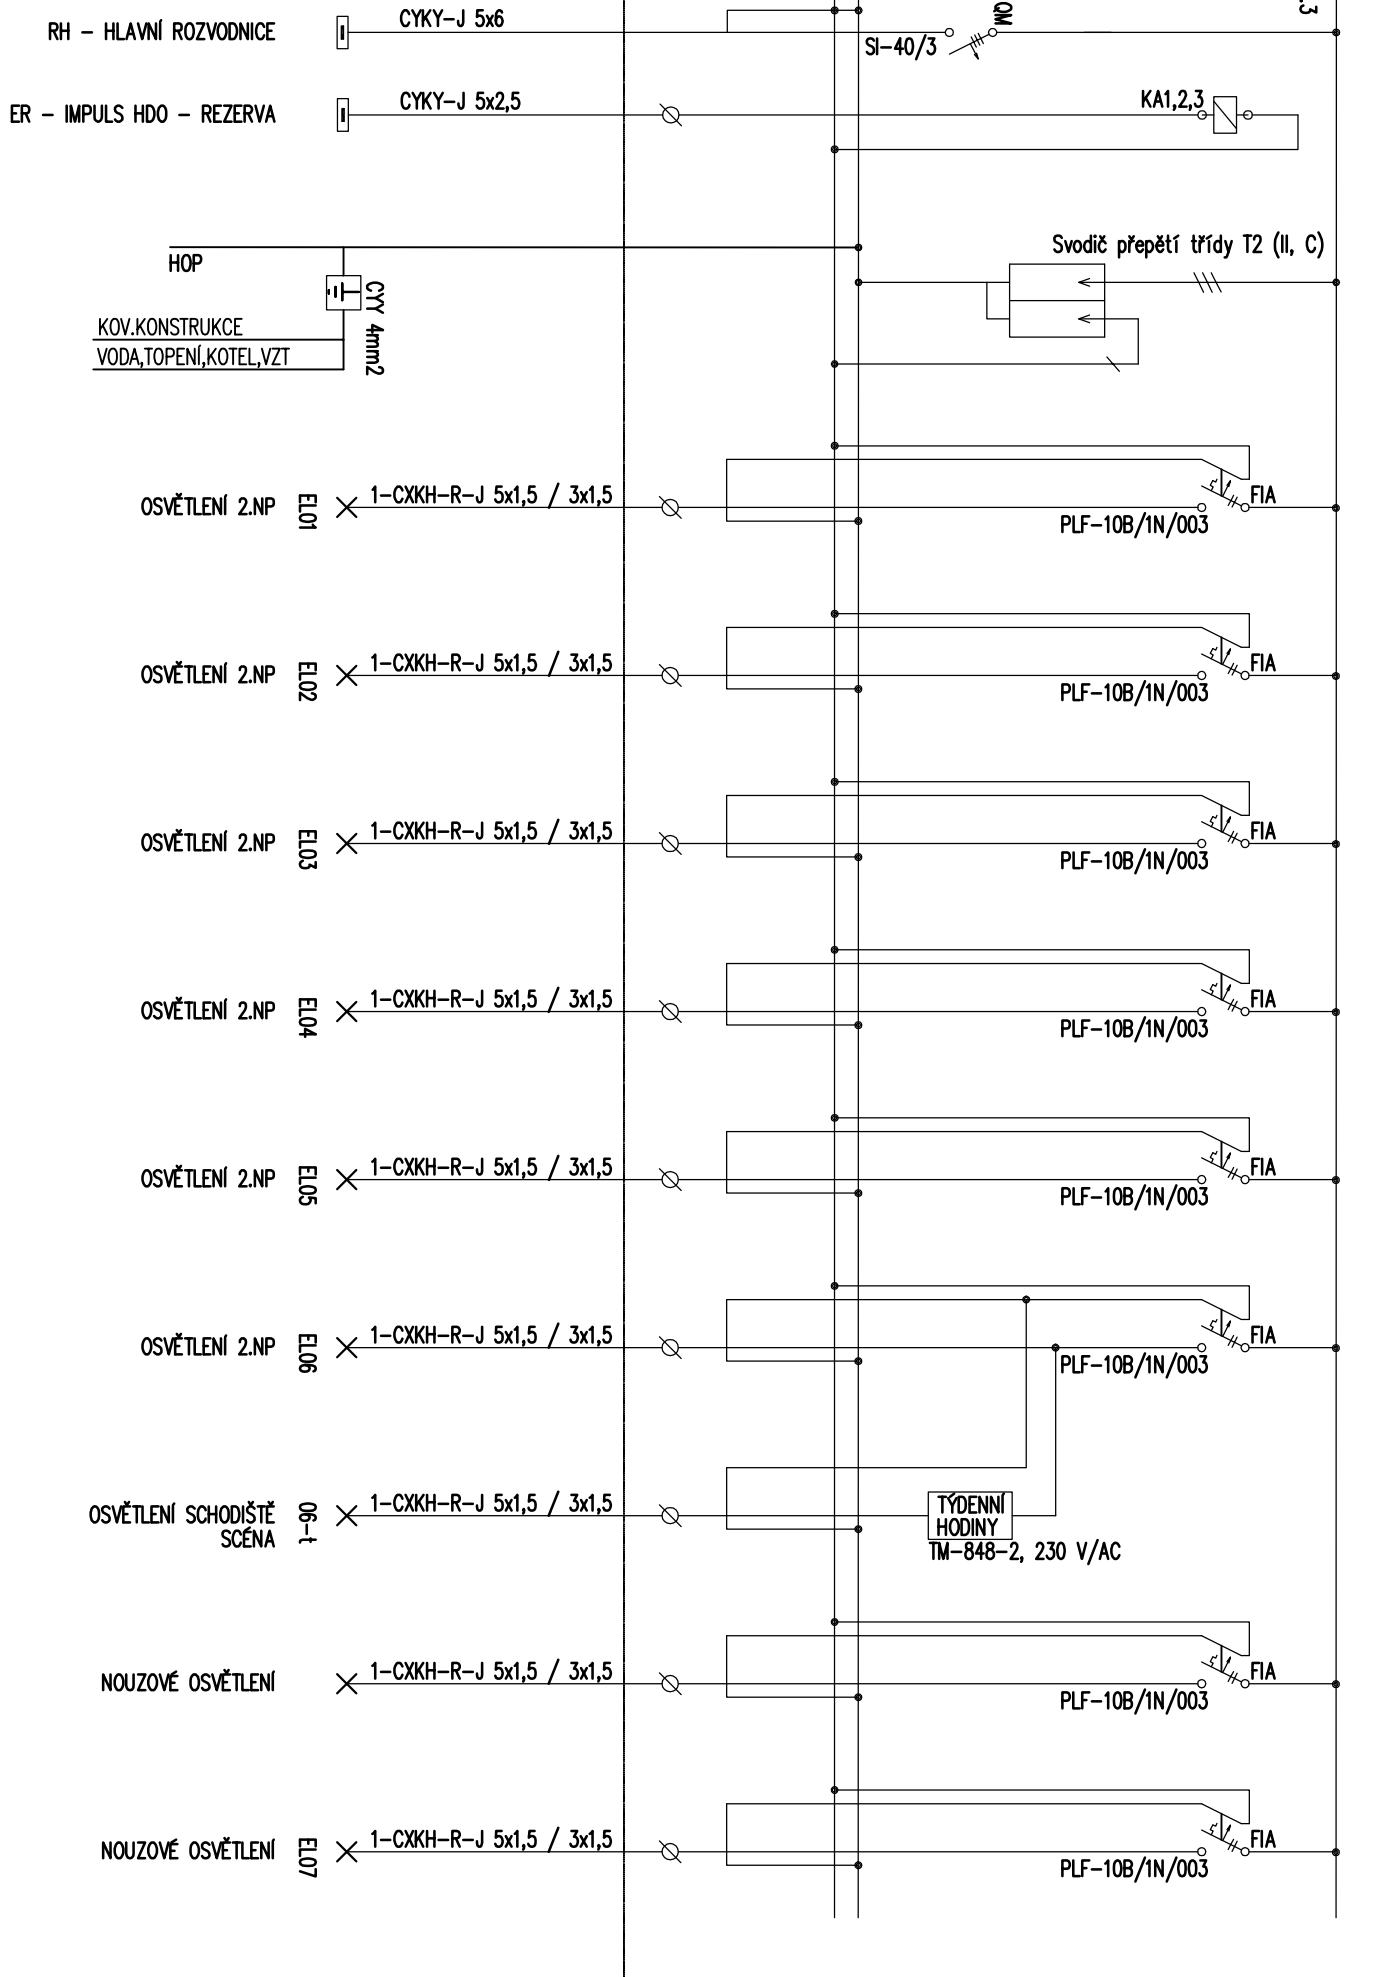 .3
RH – HLAVNÍ ROZVODNICE
CYKY-J 5x6
SI-40/3
QM
ER – IMPULS HDO – REZERVA
CYKY-J 5x2,5
KA1,2,3
HOP
CYY 4mm2
KOV.KONSTRUKCE
VODA,TOPENÍ,KOTEL,VZT
Svodič přepětí třídy T2 (II, C)
OSVĚTLENÍ 2.NP
EL01
1-CXKH-R-J 5x1,5 / 3x1,5
PLF-10B/1N/003
FIA
OSVĚTLENÍ 2.NP
EL02
1-CXKH-R-J 5x1,5 / 3x1,5
PLF-10B/1N/003
FIA
OSVĚTLENÍ 2.NP
EL03
1-CXKH-R-J 5x1,5 / 3x1,5
PLF-10B/1N/003
FIA
OSVĚTLENÍ 2.NP
EL04
1-CXKH-R-J 5x1,5 / 3x1,5
PLF-10B/1N/003
FIA
OSVĚTLENÍ 2.NP
EL05
1-CXKH-R-J 5x1,5 / 3x1,5
PLF-10B/1N/003
FIA
OSVĚTLENÍ 2.NP
EL06
1-CXKH-R-J 5x1,5 / 3x1,5
PLF-10B/1N/003
FIA
OSVĚTLENÍ SCHODIŠTĚ
SCÉNA
06-t
1-CXKH-R-J 5x1,5 / 3x1,5
TÝDENNÍ
HODINY
TM-848-2, 230 V/AC
NOUZOVÉ OSVĚTLENÍ
1-CXKH-R-J 5x1,5 / 3x1,5
PLF-10B/1N/003
FIA
NOUZOVÉ OSVĚTLENÍ
EL07
1-CXKH-R-J 5x1,5 / 3x1,5
PLF-10B/1N/003
FIA